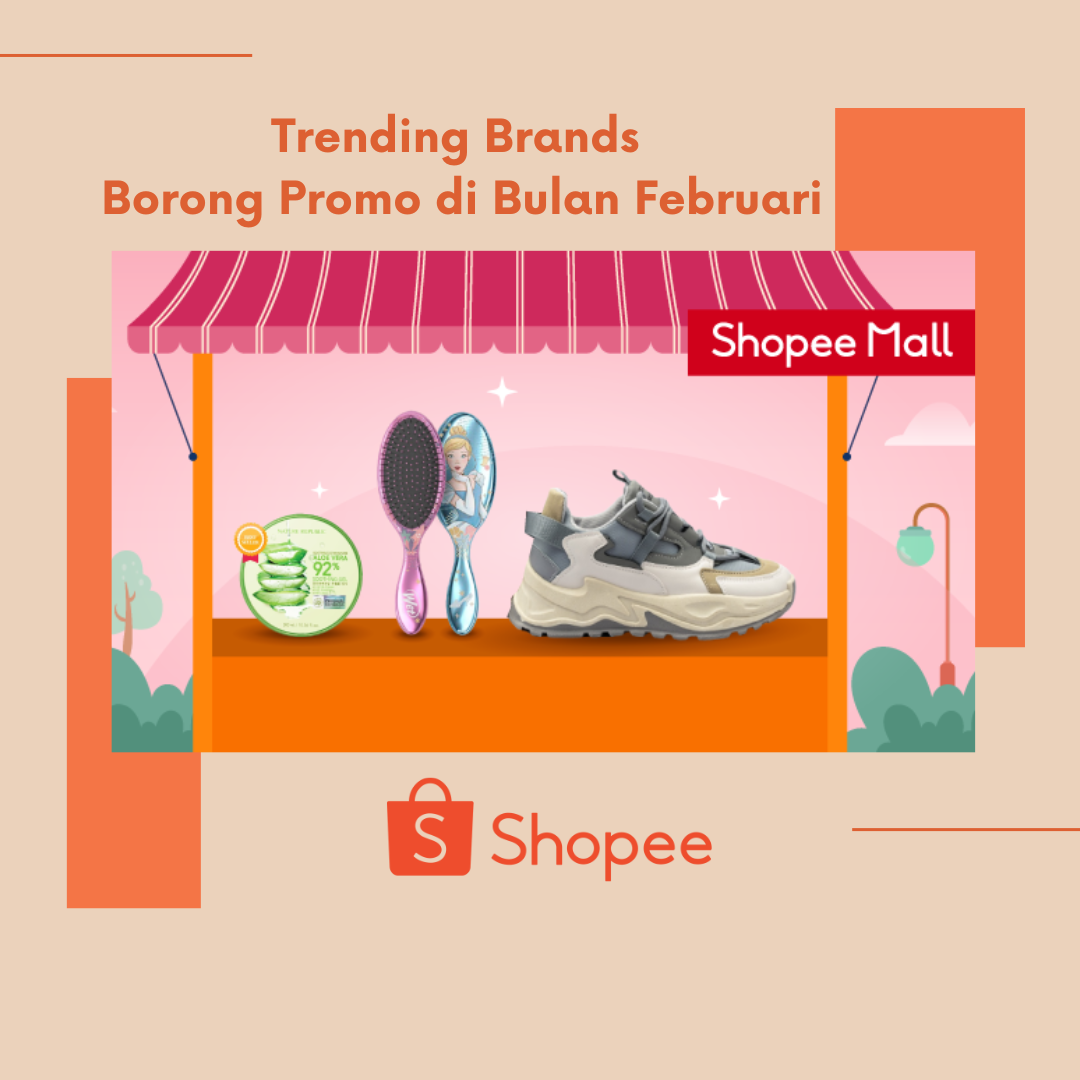 Trending Brands
Borong Promo di Bulan Februari
Shopee Mall
ALOE VERA
92%
Shopee